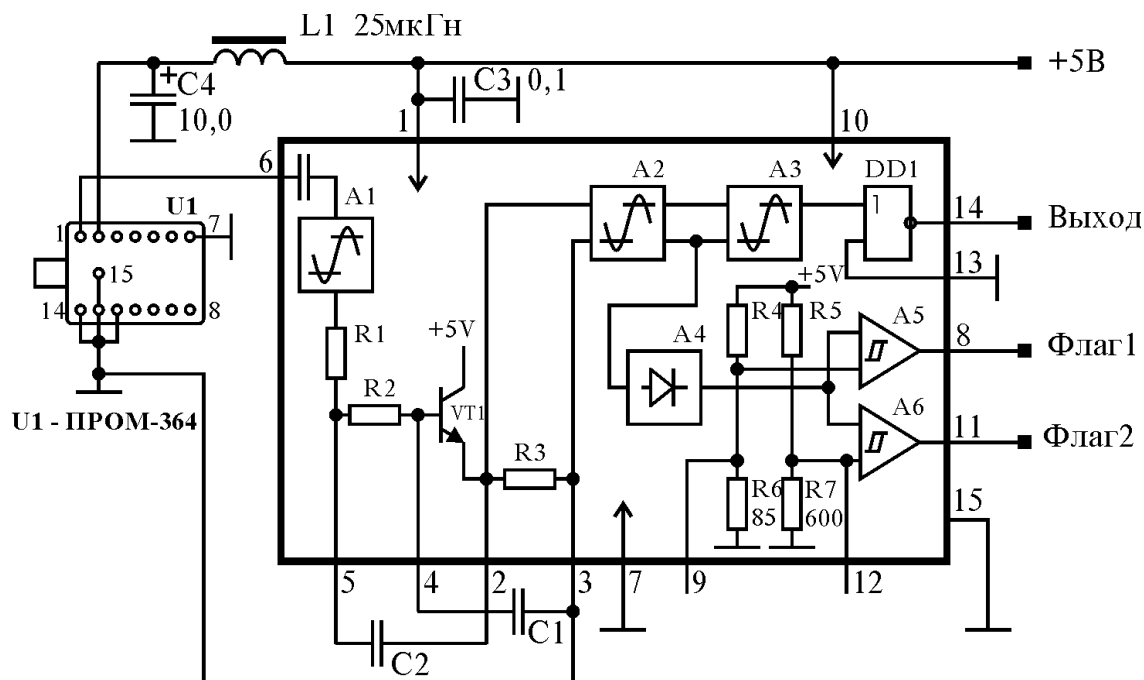 L1 25мкГн
+5В
+
C4
10,0
C3
0,1
1
10
6
A1
A2
A3
DD1
1
14
Выход
13
U1
1
7
15
14
8
U1 - ПРОМ-364
R1
R2
+5V
VT1
R3
A4
+5V
R4
R5
A5
8
Флаг1
A6
11
Флаг2
R6
85
R7
600
15
5
4
2
3
7
9
12
C1
C2